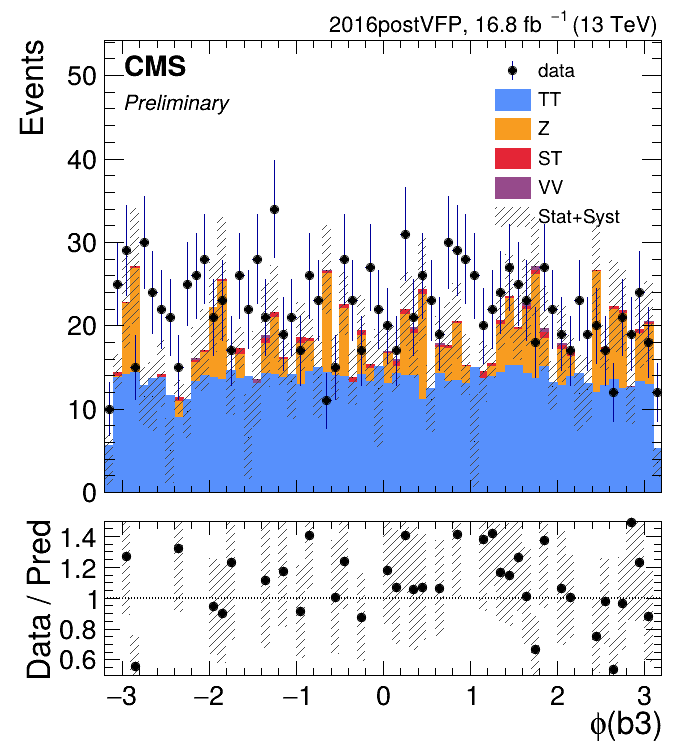 2016postVFP, 16.8 fb⁻¹ (13 TeV)
CMS
Preliminary
data
TT
Z
ST
VV
Stat+Syst
Events
50
40
30
20
10
0
Data / Pred
1.4
1.2
1
0.8
0.6
−3 −2 −1 0 1 2 3
ϕ(b3)